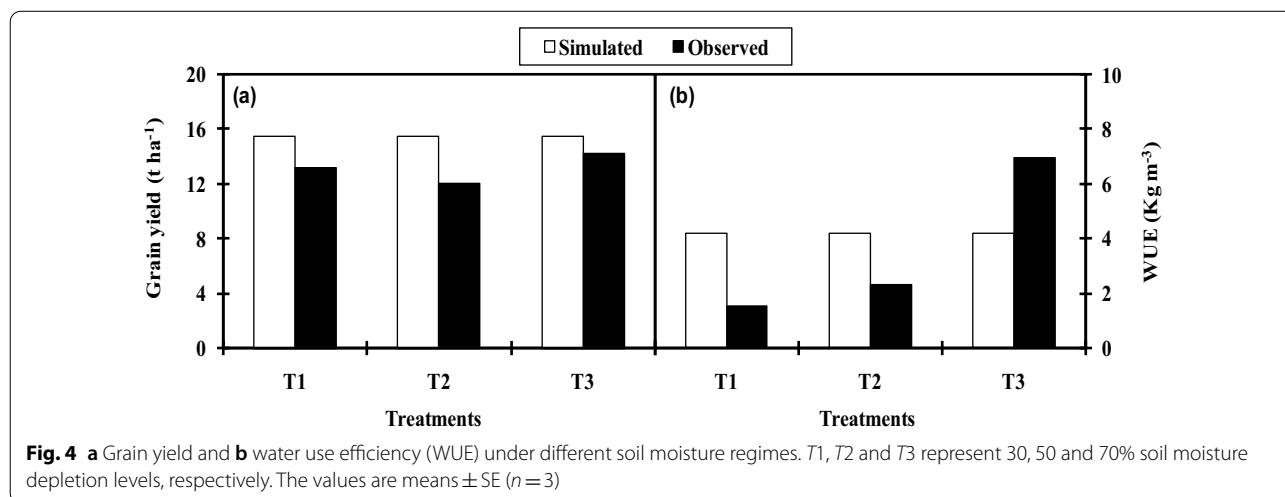 Simulated Observed
20 10
(a) (b)
16 8
12 6
8 4
4 2
0 0
Grain yield (t ha⁻¹)
WUE (Kg m⁻³)
T1 T2 T3 T1 T2 T3
Treatments Treatments
Fig. 4 a Grain yield and b water use efficiency (WUE) under different soil moisture regimes. T1, T2 and T3 represent 30, 50 and 70% soil moisture
depletion levels, respectively. The values are means ± SE (n = 3)